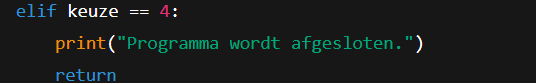 elif keuze == 4:
    print("Programma wordt afgesloten.")
    return